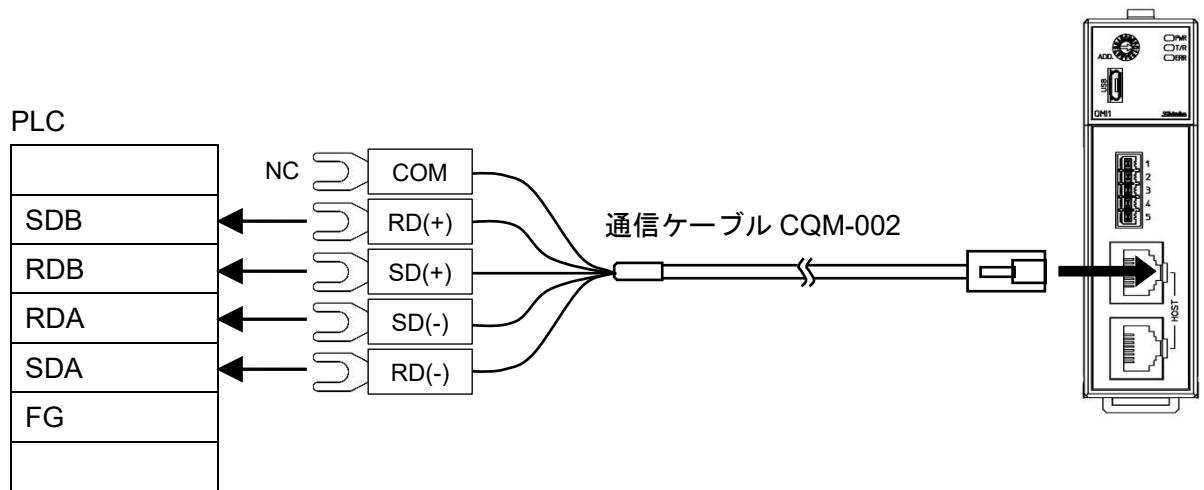 PLC
SDB
RDB
RDA
SDA
FG
NC
COM
RD(+)
SD(+)
SD(-)
RD(-)
通信ケーブル CQM-002
ADD.
PWR
T/R
ERR
USB
QMI1
Shinko
1
2
3
4
5
HOST